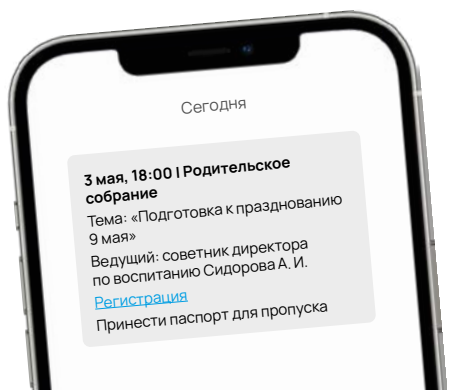 Сегодня
3 мая, 18:00 | Родительское
собрание
Тема: «Подготовка к празднованию
9 мая»
Ведущий: советник директора
по воспитанию Сидорова А. И.
Регистрация
Принести паспорт для пропуска